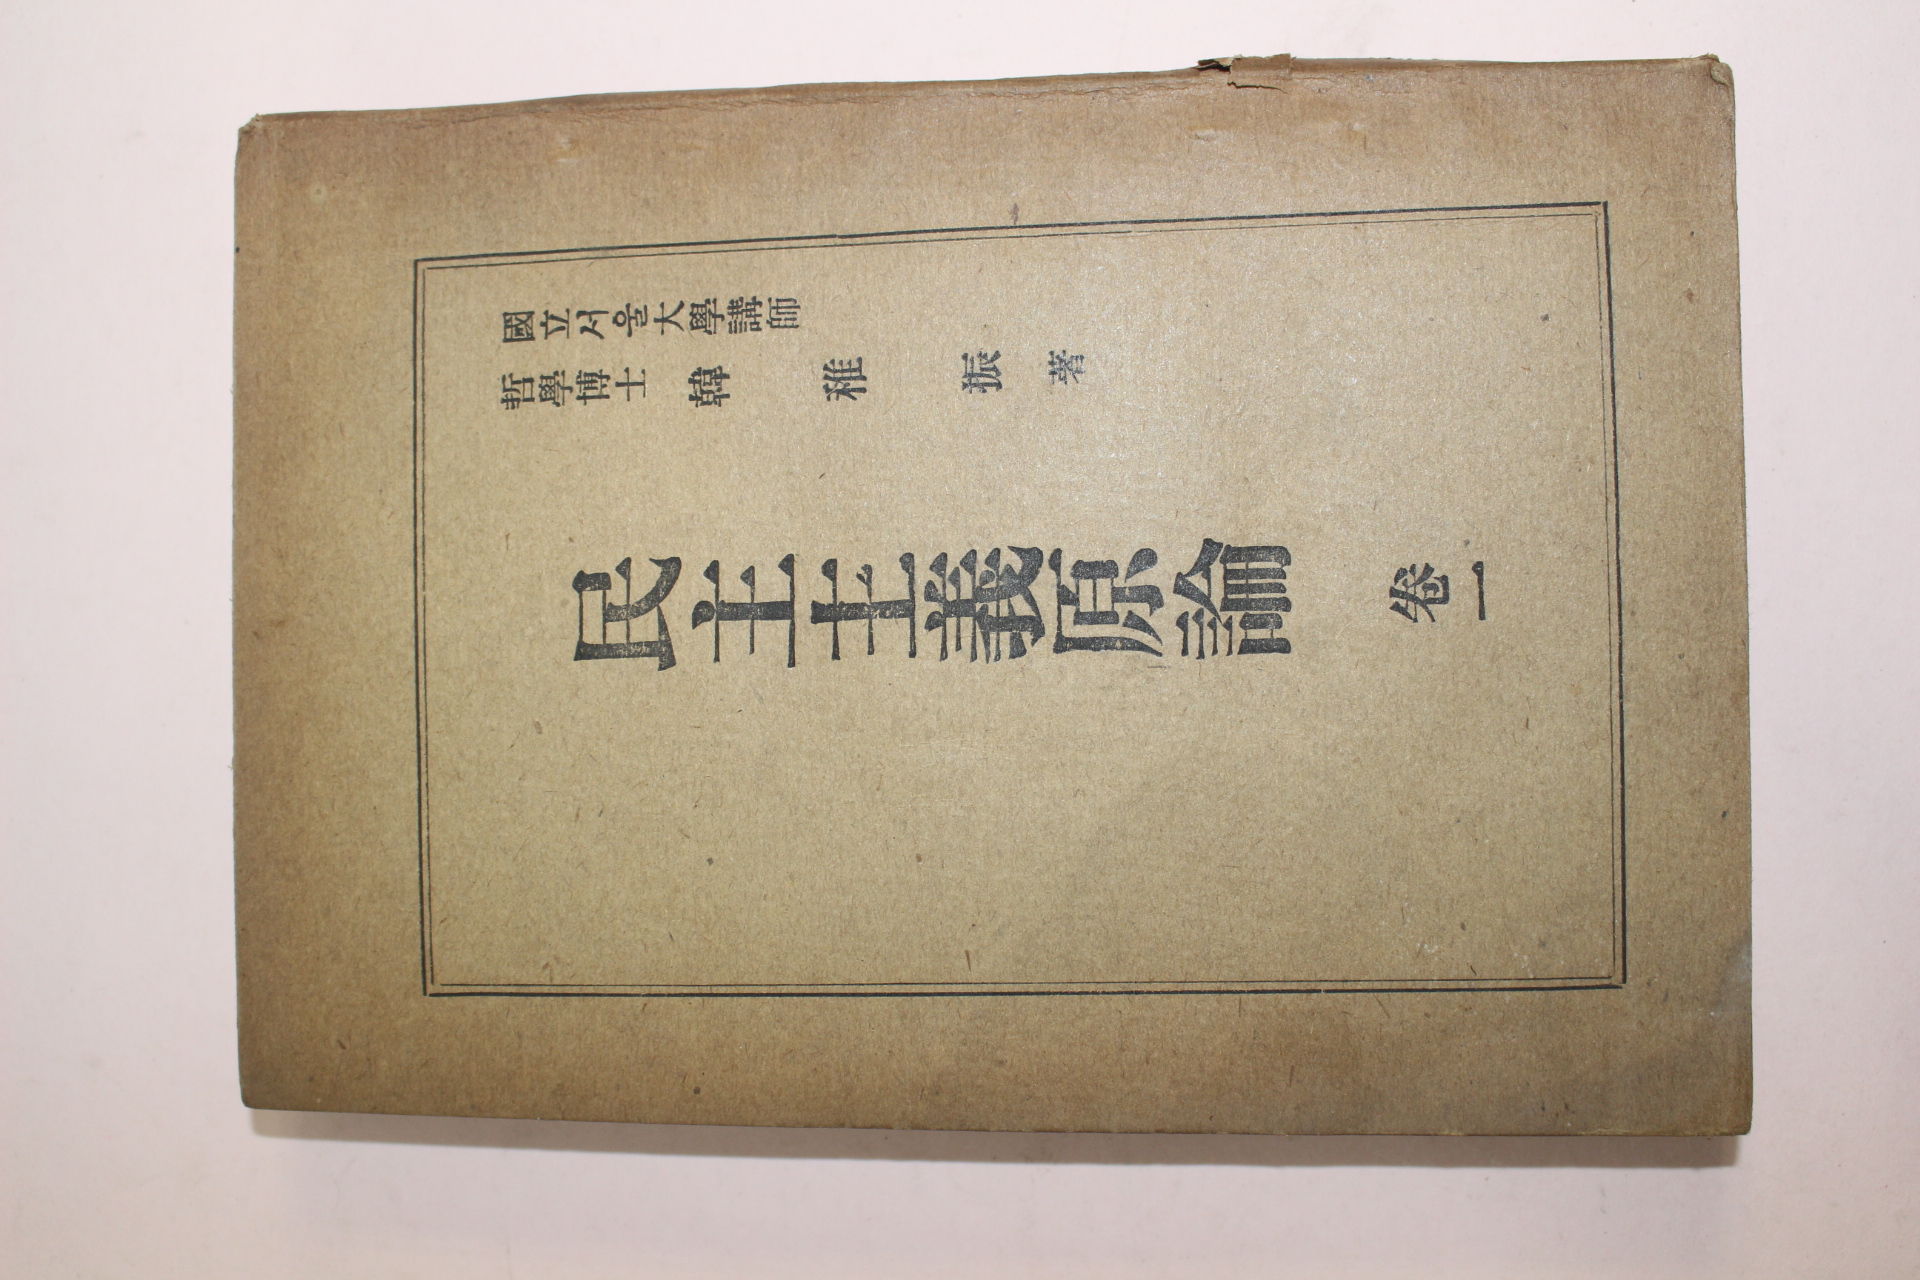 國立서울大學講師
哲學博士 韓稚振 著
民主主義原論
卷一